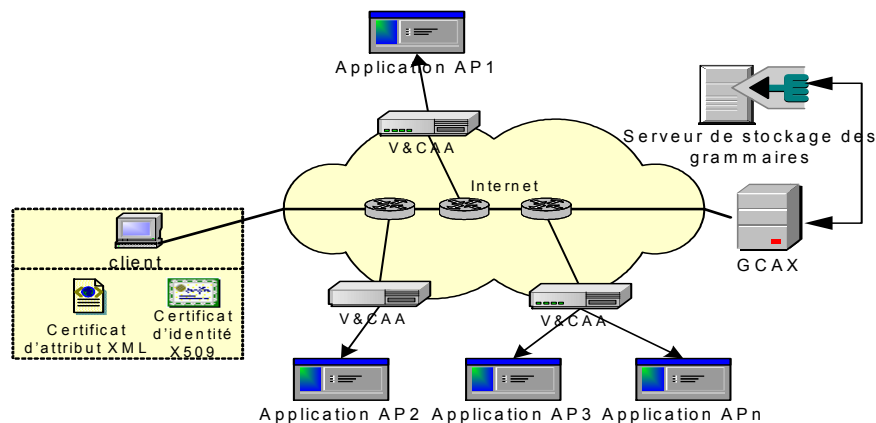 Application AP1
V&CAA
Serveur de stockage des
grammaires
Internet
client
GCAX
Certificat
d'attribut XML
Certificat
d'identité
X509
V&CAA
V&CAA
Application AP2
Application AP3
Application APn